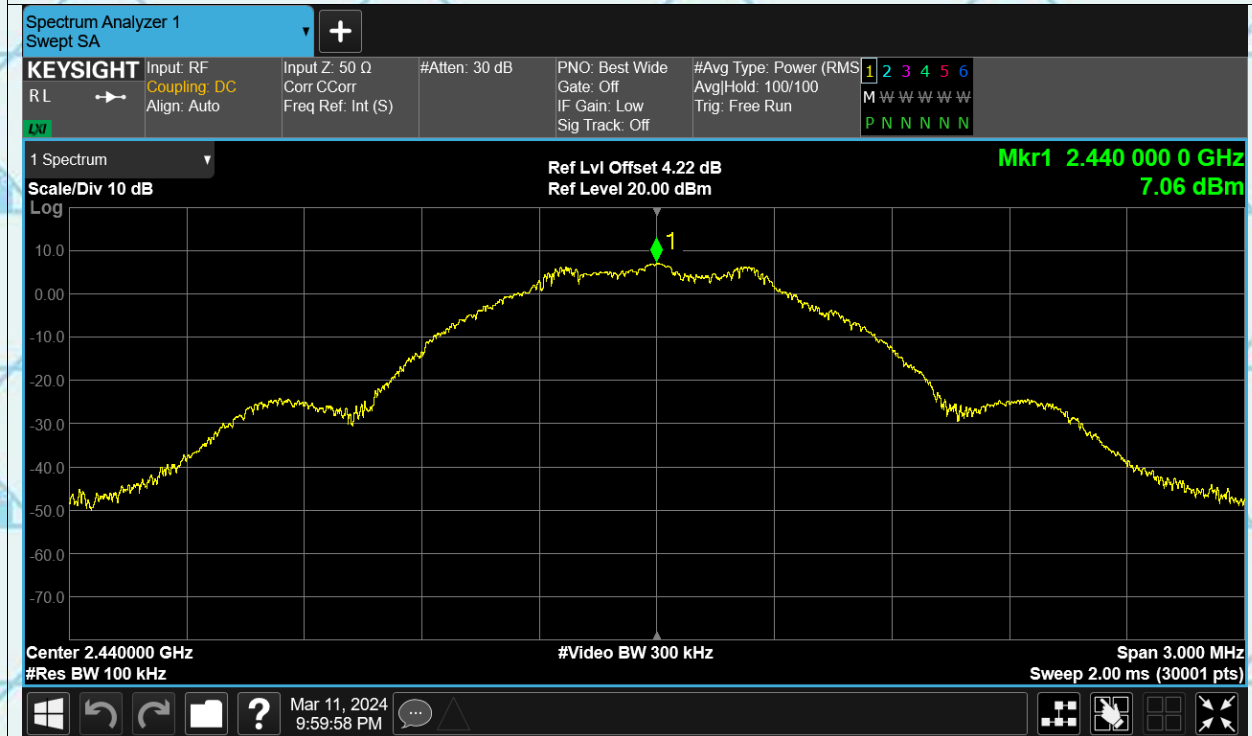 Spectrum Analyzer 1
Swept SA
KEYSIGHT
RL
LXI
Input: RF
Coupling: DC
Align: Auto
Input Z: 50 Ω
Corr CCorr
Freq Ref: Int (S)
#Atten: 30 dB
PNO: Best Wide
Gate: Off
IF Gain: Low
Sig Track: Off
#Avg Type: Power (RMS
Avg|Hold: 100/100
Trig: Free Run
1 2 3 4 5 6
M W W W W W
P N N N N N
1 Spectrum
Scale/Div 10 dB
Log
Ref Lvl Offset 4.22 dB
Ref Level 20.00 dBm
Mkr1 2.440 000 0 GHz
7.06 dBm
1
10.0
0.00
-10.0
-20.0
-30.0
-40.0
-50.0
-60.0
-70.0
Center 2.440000 GHz
#Res BW 100 kHz
#Video BW 300 kHz
Span 3.000 MHz
Sweep 2.00 ms (30001 pts)
?
Mar 11, 2024
9:59:58 PM